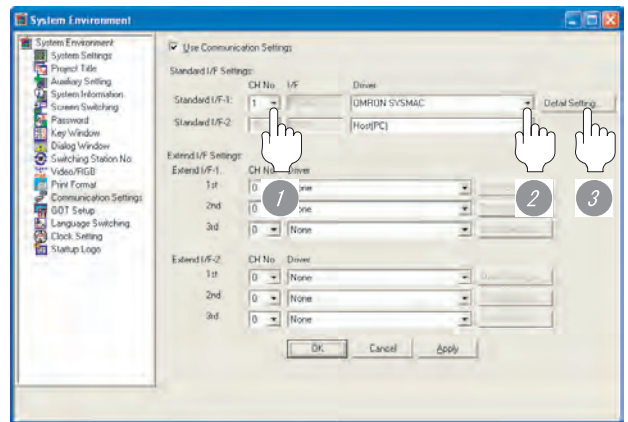 System Environment
System Environment
System Settings
Project Title
Auxiliary Setting
System Information
Screen Switching
Password
Key Window
Dialog Window
Switching Station No
Video/RGB
Print Format
Communication Settings
GOT Setup
Language Switching
Clock Setting
Startup Logo
Use Communication Settings
Standard I/F Settings
CH No. I/F Driver
Standard I/F-1: 1 OMRON SYSMAC Detail Setting...
Standard I/F-2 Host(PC)
Extend I/F Settings
Extend I/F-1: CH No Driver
1st 0 None
2nd 0 None
3rd 0 None
1 2 3
Extend I/F-2: CH No. Driver
1st 0 None
2nd 0 None
3rd 0 None
OK Cancel Apply